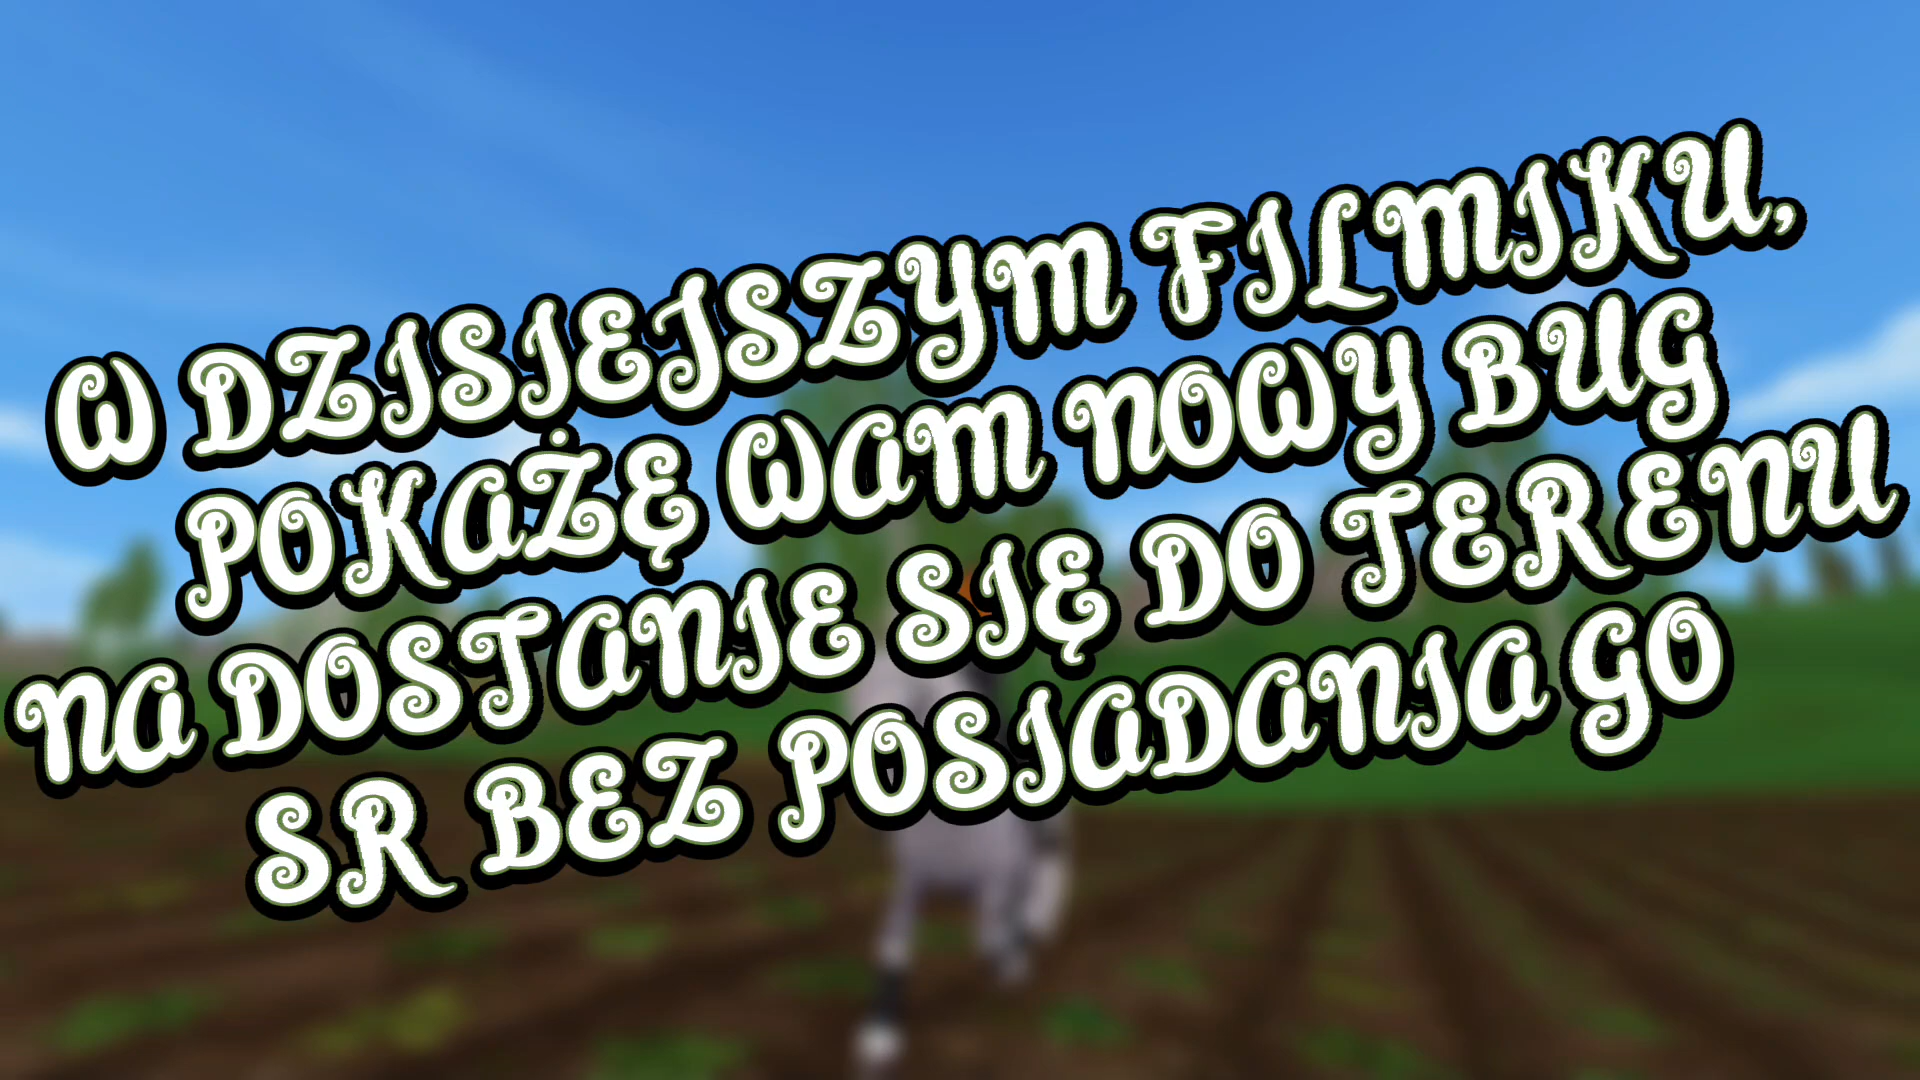 W DZISIEJSZYM FILMIKU,
POKAŻĘ WAM NOWY BUG
NA DOSTANIE SIĘ DO TERENU
SR BEZ POSIADANIA GO